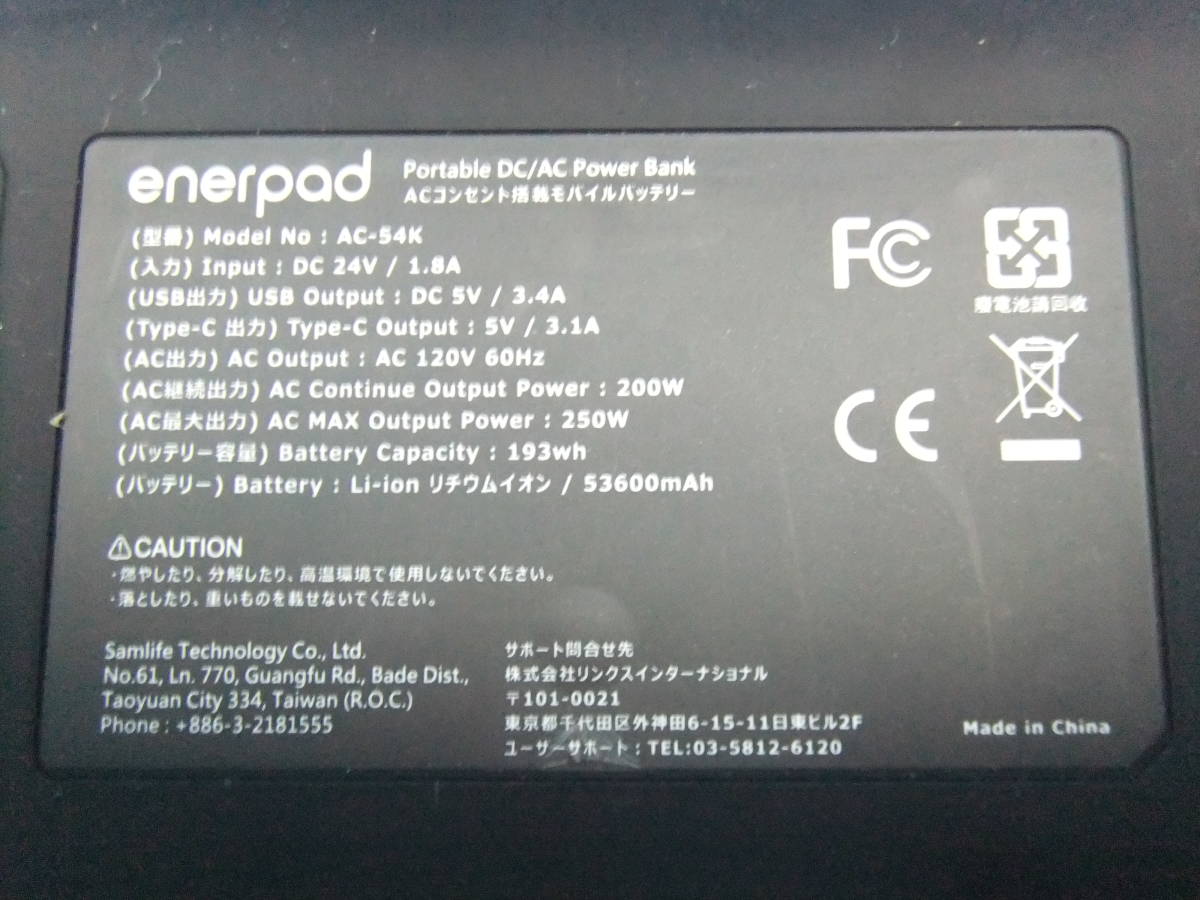 enerpad Portable DC/AC Power Bank
ACコンセント搭載モバイルバッテリー
(型番) Model No : AC-54K
(入力) Input : DC 24V / 1.8A
(USB出力) USB Output : DC 5V / 3.4A
(Type-C 出力) Type-C Output : 5V / 3.1A
(AC出力) AC Output : AC 120V 60Hz
(AC継続出力) AC Continue Output Power : 200W
(AC最大出力) AC MAX Output Power : 250W
(バッテリー容量) Battery Capacity : 193wh
(バッテリー) Battery : Li-ion リチウムイオン / 53600mAh
FC
廢電池請回收
CE
⚠CAUTION
・燃やしたり、分解したり、高温環境で使用しないでください。
・落としたり、重いものを載せないでください。
Samlife Technology Co., Ltd.
No.61, Ln. 770, Guangfu Rd., Bade Dist.,
Taoyuan City 334, Taiwan (R.O.C.)
Phone : +886-3-2181555
サポート問合せ先
株式会社リンクスインターナショナル
〒101-0021
東京都千代田区外神田6-15-11日東ビル2F
ユーザーサポート : TEL:03-5812-6120
Made in China